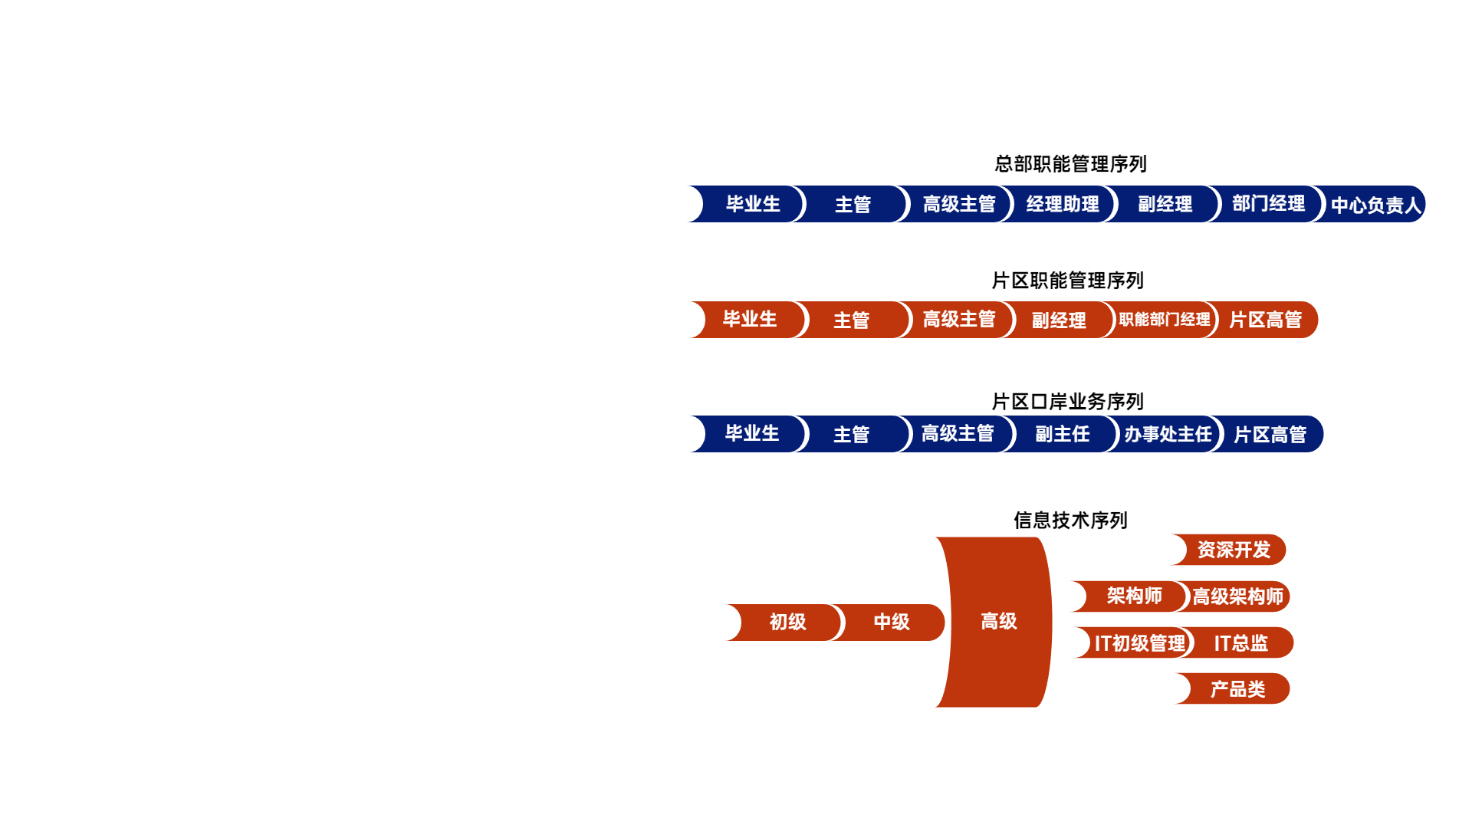 总部职能管理序列
毕业生 主管 高级主管 经理助理 副经理 部门经理 中心负责人
片区职能管理序列
毕业生 主管 高级主管 副经理 职能部门经理 片区高管
片区口岸业务序列
毕业生 主管 高级主管 副主任 办事处主任 片区高管
信息技术序列
资深开发
架构师 高级架构师
初级 中级 高级
IT初级管理 IT总监
产品类